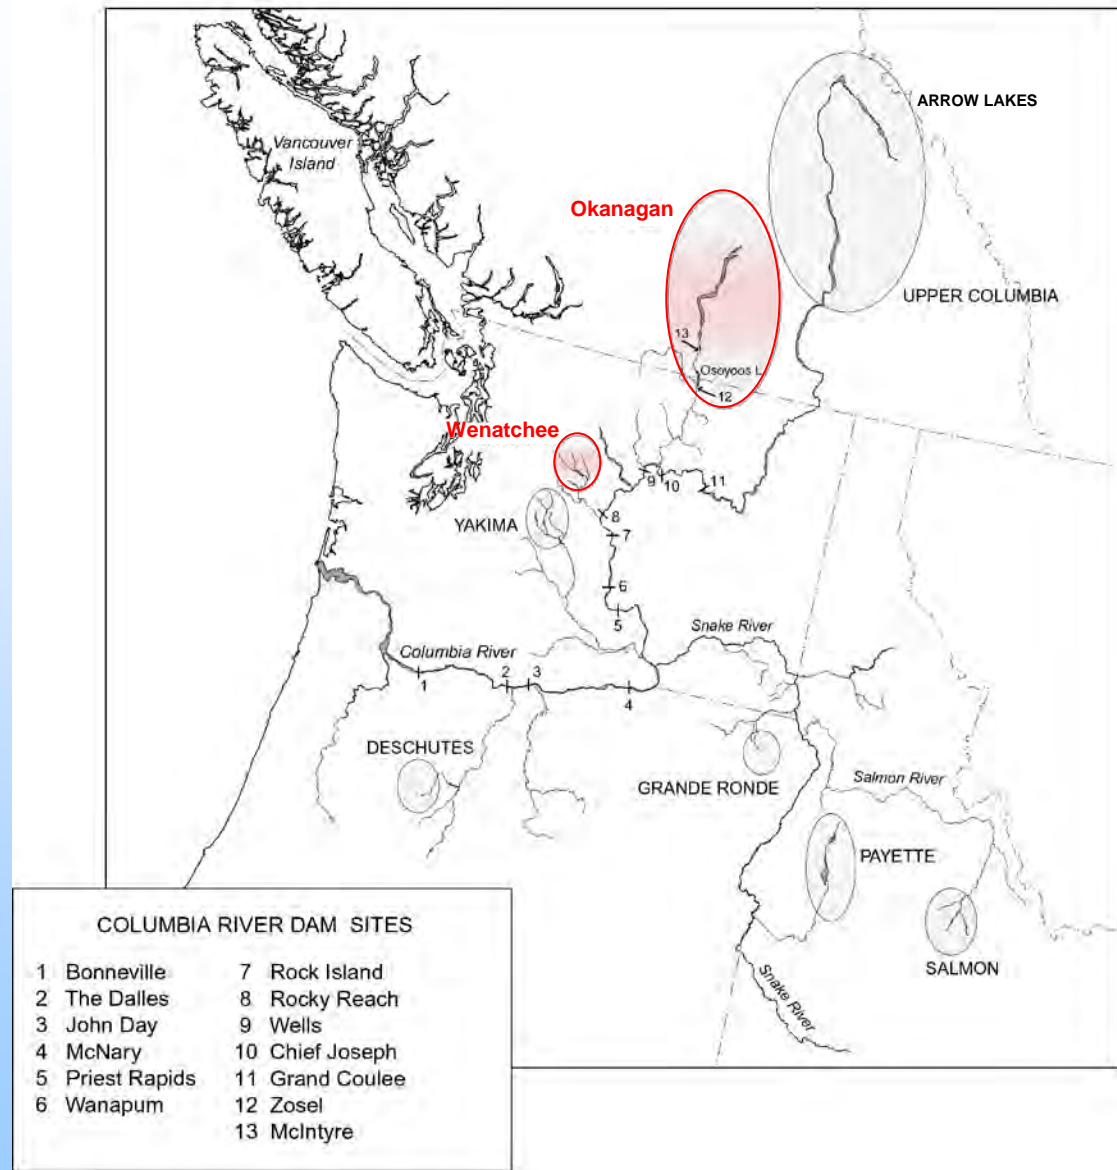 ARROW LAKES
Vancouver
Island
Okanagan
UPPER COLUMBIA
13
Osoyoos L.
12
Wenatchee
9
10
11
8
YAKIMA
7
6
5
Snake River
Columbia River
1
2
3
4
DESCHUTES
GRANDE RONDE
Salmon River
PAYETTE
SALMON
Snake River
COLUMBIA RIVER DAM SITES
1 Bonneville
2 The Dalles
3 John Day
4 McNary
5 Priest Rapids
6 Wanapum
7 Rock Island
8 Rocky Reach
9 Wells
10 Chief Joseph
11 Grand Coulee
12 Zosel
13 McIntyre